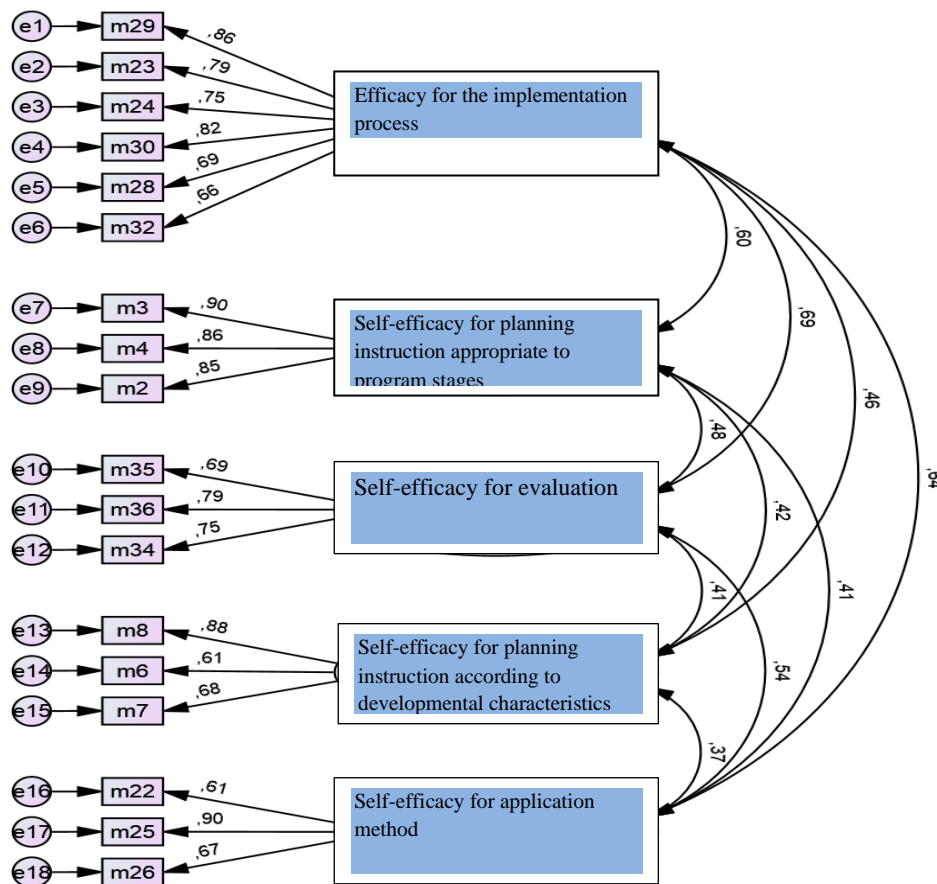 e1 m29 ,86
e2 m23 ,79
e3 m24 ,75
e4 m30 ,82
e5 m28 ,69
e6 m32 ,66
Efficacy for the implementation
process
,60
,69
,46
,64
e7 m3 ,90
e8 m4 ,86
e9 m2 ,85
Self-efficacy for planning
instruction appropriate to
program stages
,48
,42
,41
e10 m35 ,69
e11 m36 ,79
e12 m34 ,75
Self-efficacy for evaluation
,41
,54
e13 m8 ,88
e14 m6 ,61
e15 m7 ,68
Self-efficacy for planning
instruction according to
developmental characteristics
,37
e16 m22 ,61
e17 m25 ,90
e18 m26 ,67
Self-efficacy for application
method